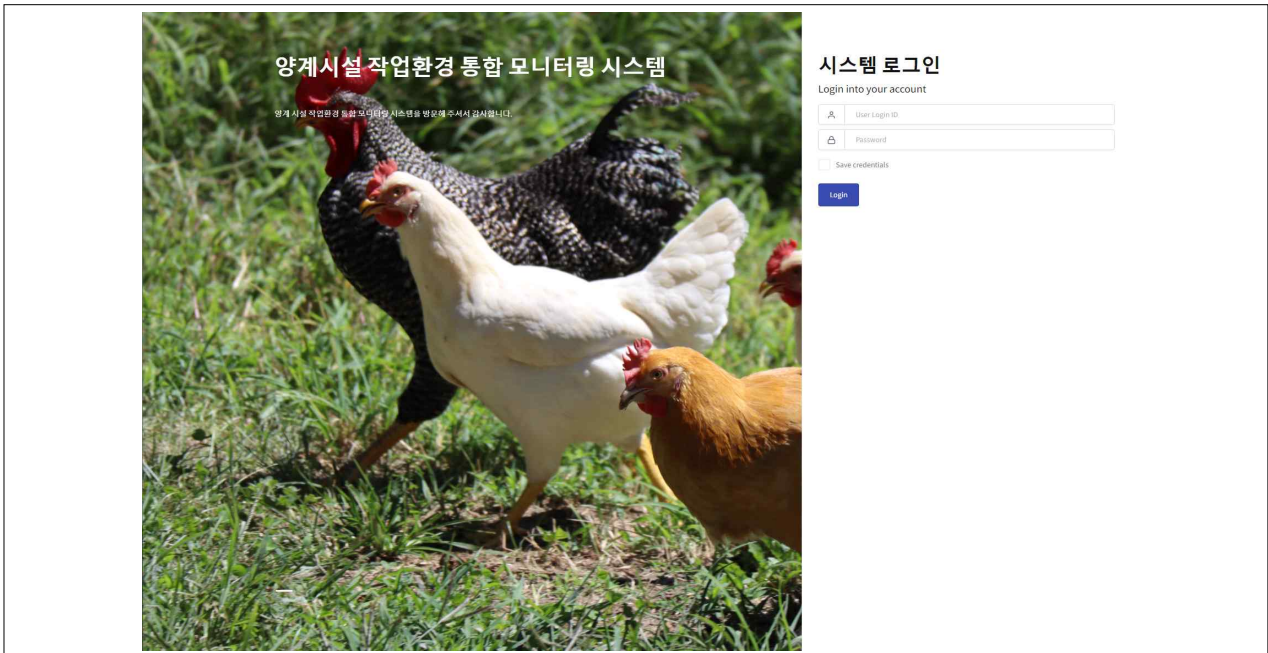 양계시설 작업환경 통합 모니터링 시스템
양계 시설 작업환경 통합 모니터링 시스템을 방문해 주셔서 감사합니다.
시스템 로그인
Login into your account
User Login ID
Password
Save credentials
Login